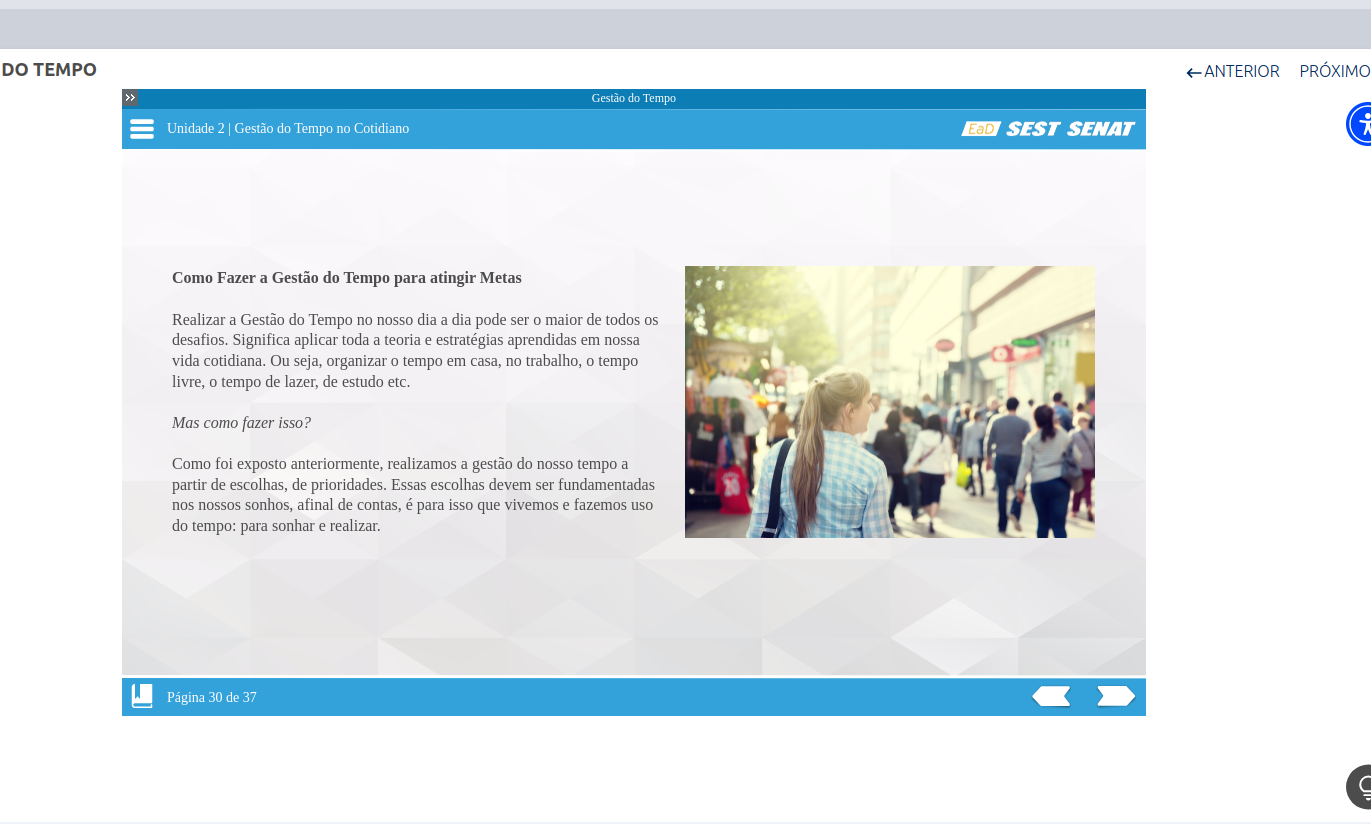 DO TEMPO
ANTERIOR PRÓXIMO
Gestão do Tempo
Unidade 2 | Gestão do Tempo no Cotidiano
EaD SEST SENAT
Como Fazer a Gestão do Tempo para atingir Metas
Realizar a Gestão do Tempo no nosso dia a dia pode ser o maior de todos os
desafios. Significa aplicar toda a teoria e estratégias aprendidas em nossa
vida cotidiana. Ou seja, organizar o tempo em casa, no trabalho, o tempo
livre, o tempo de lazer, de estudo etc.
Mas como fazer isso?
Como foi exposto anteriormente, realizamos a gestão do nosso tempo a
partir de escolhas, de prioridades. Essas escolhas devem ser fundamentadas
nos nossos sonhos, afinal de contas, é para isso que vivemos e fazemos uso
do tempo: para sonhar e realizar.
Página 30 de 37